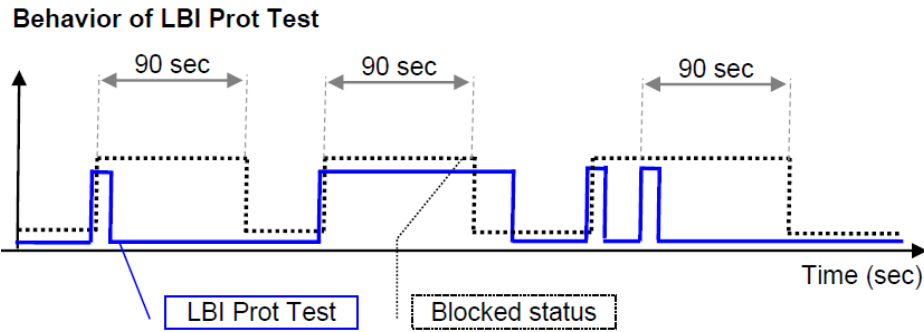 Behavior of LBI Prot Test
90 sec 90 sec 90 sec
Time (sec)
LBI Prot Test Blocked status